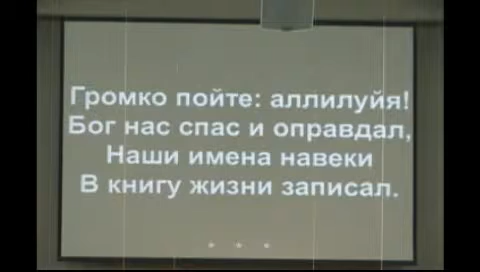 Громко пойте: аллилуйя!
Бог нас спас и оправдал,
Наши имена навеки
В книгу жизни записал.
* * *